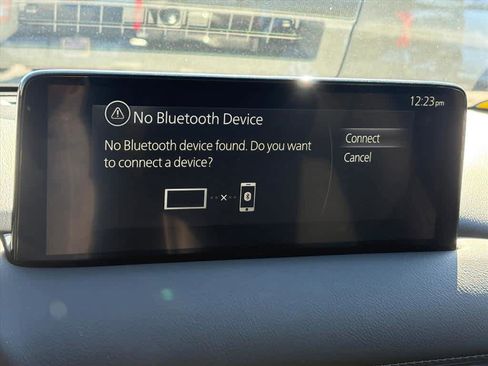 12:23pm
No Bluetooth Device
No Bluetooth device found. Do you want
to connect a device?
Connect
Cancel